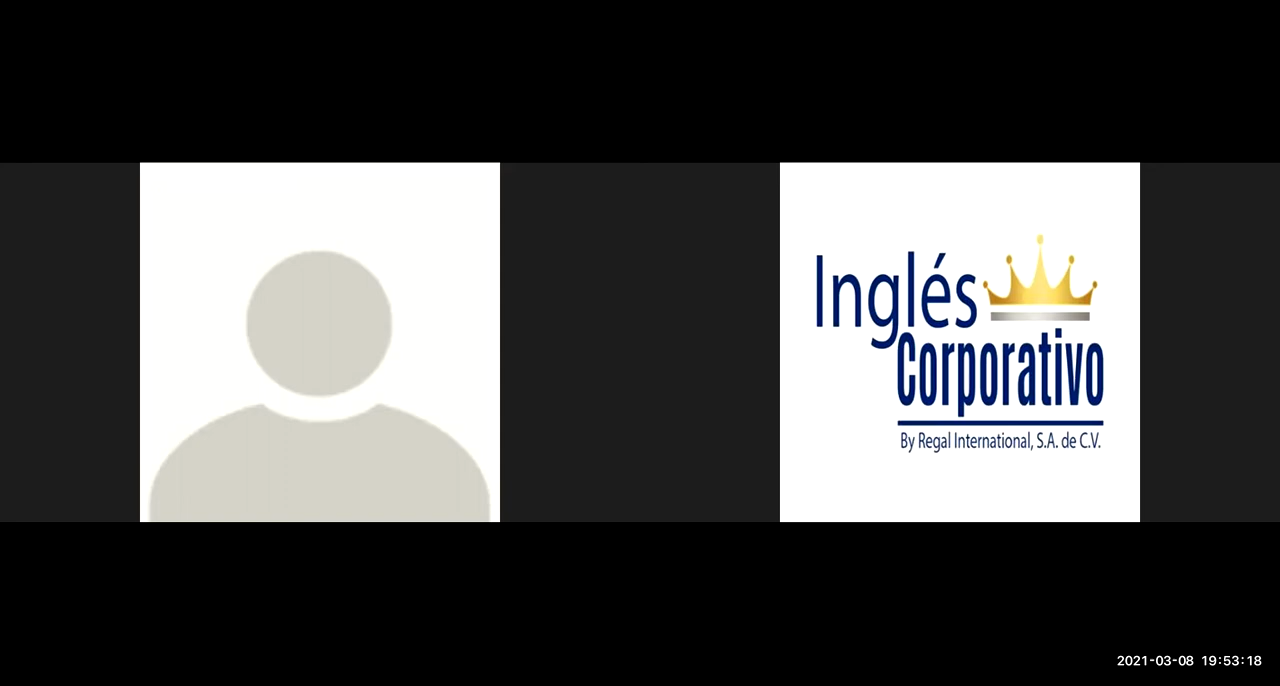 Inglés
Corporativo
By Regal International, S.A. de C.V.
2021-03-08 19:53:18